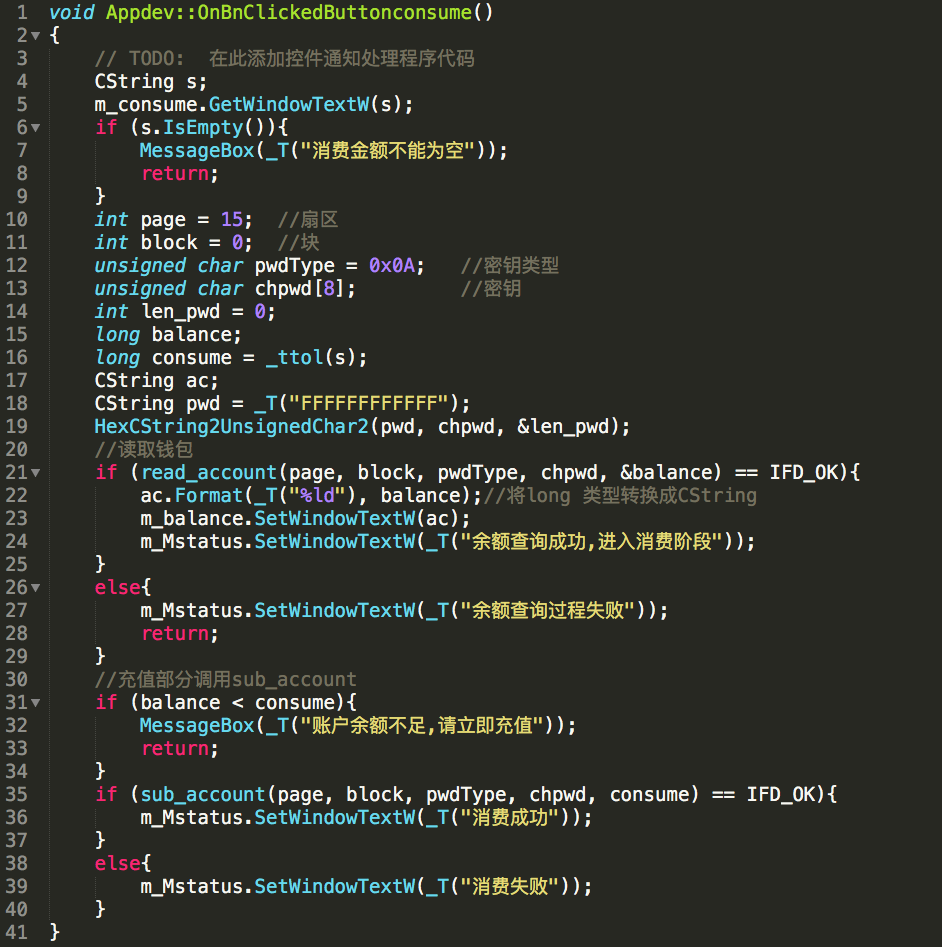 1 void Appdev::OnBnClickedButtonconsume()
2 {
3     // TODO:  在此添加控件通知处理程序代码
4     CString s;
5     m_consume.GetWindowTextW(s);
6     if (s.IsEmpty()){
7         MessageBox(_T("消费金额不能为空"));
8         return;
9     }
10     int page = 15;  //扇区
11     int block = 0;  //块
12     unsigned char pwdType = 0x0A;   //密钥类型
13     unsigned char chpwd[8];         //密钥
14     int len_pwd = 0;
15     long balance;
16     long consume = _ttol(s);
17     CString ac;
18     CString pwd = _T("FFFFFFFFFFFF");
19     HexCString2UnsignedChar2(pwd, chpwd, &len_pwd);
20     //读取钱包
21     if (read_account(page, block, pwdType, chpwd, &balance) == IFD_OK){
22         ac.Format(_T("%ld"), balance);//将long 类型转换成CString
23         m_balance.SetWindowTextW(ac);
24         m_Mstatus.SetWindowTextW(_T("余额查询成功,进入消费阶段"));
25     }
26     else{
27         m_Mstatus.SetWindowTextW(_T("余额查询过程失败"));
28         return;
29     }
30     //充值部分调用sub_account
31     if (balance < consume){
32         MessageBox(_T("账户余额不足,请立即充值"));
33         return;
34     }
35     if (sub_account(page, block, pwdType, chpwd, consume) == IFD_OK){
36         m_Mstatus.SetWindowTextW(_T("消费成功"));
37     }
38     else{
39         m_Mstatus.SetWindowTextW(_T("消费失败"));
40     }
41 }